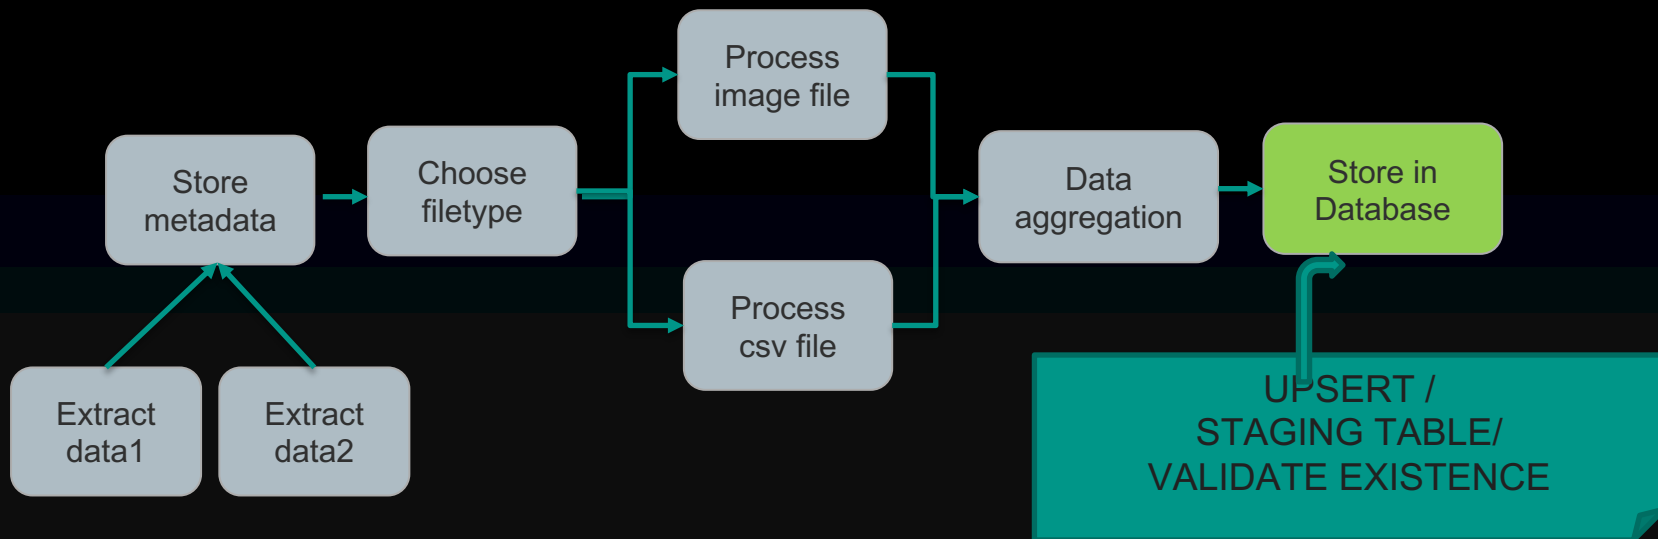 Process
image file
Store
metadata
Choose
filetype
Data
aggregation
Store in
Database
Process
csv file
Extract
data1
Extract
data2
UPSERT /
STAGING TABLE/
VALIDATE EXISTENCE